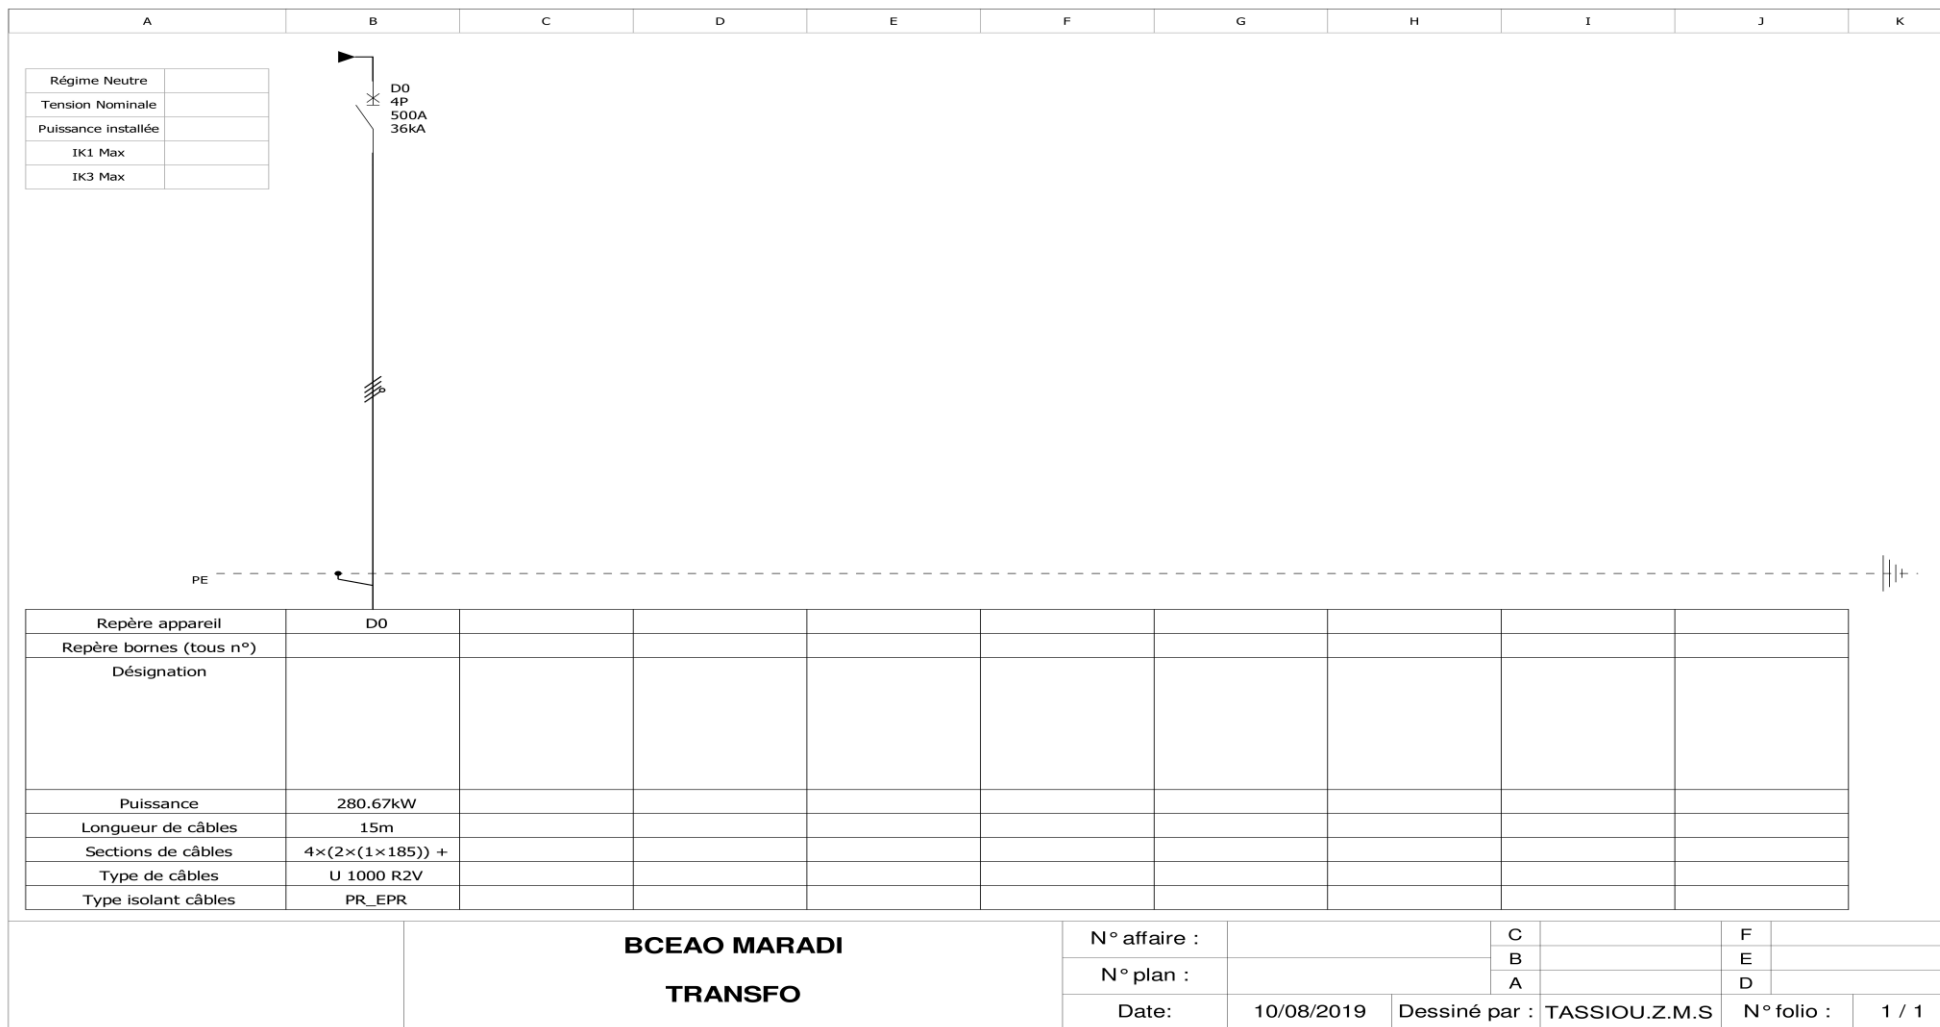 A B C D E F G H I J K
Régime Neutre
Tension Nominale
Puissance installée
IK1 Max
IK3 Max
D0
4P
500A
36kA
PE
Repère appareil D0
Repère bornes (tous n°)
Désignation
Puissance 280.67kW
Longueur de câbles 15m
Sections de câbles 4×(2×(1×185)) +
Type de câbles U 1000 R2V
Type isolant câbles PR_EPR
BCEAO MARADI
TRANSFO
N° affaire :
N° plan :
C F
B E
A D
Date: 10/08/2019 Dessiné par : TASSIOU.Z.M.S N° folio : 1 / 1